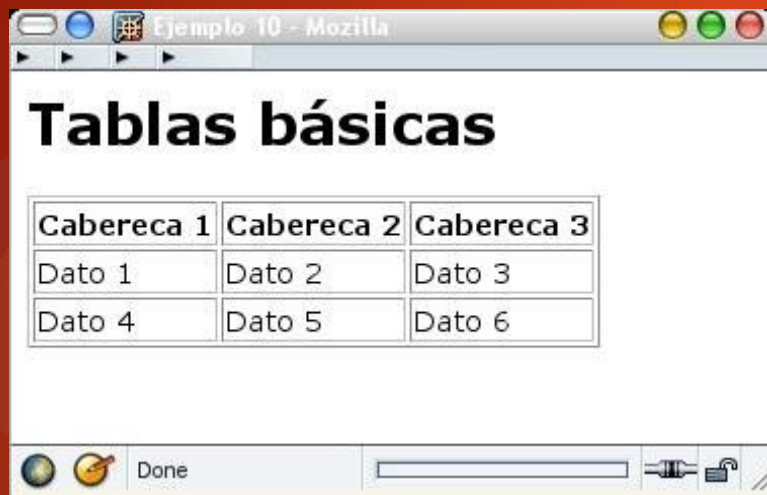 Ejemplo 10 - Mozilla
Tablas básicas
Cabereca 1 Cabereca 2 Cabereca 3
Dato 1 Dato 2 Dato 3
Dato 4 Dato 5 Dato 6
Done